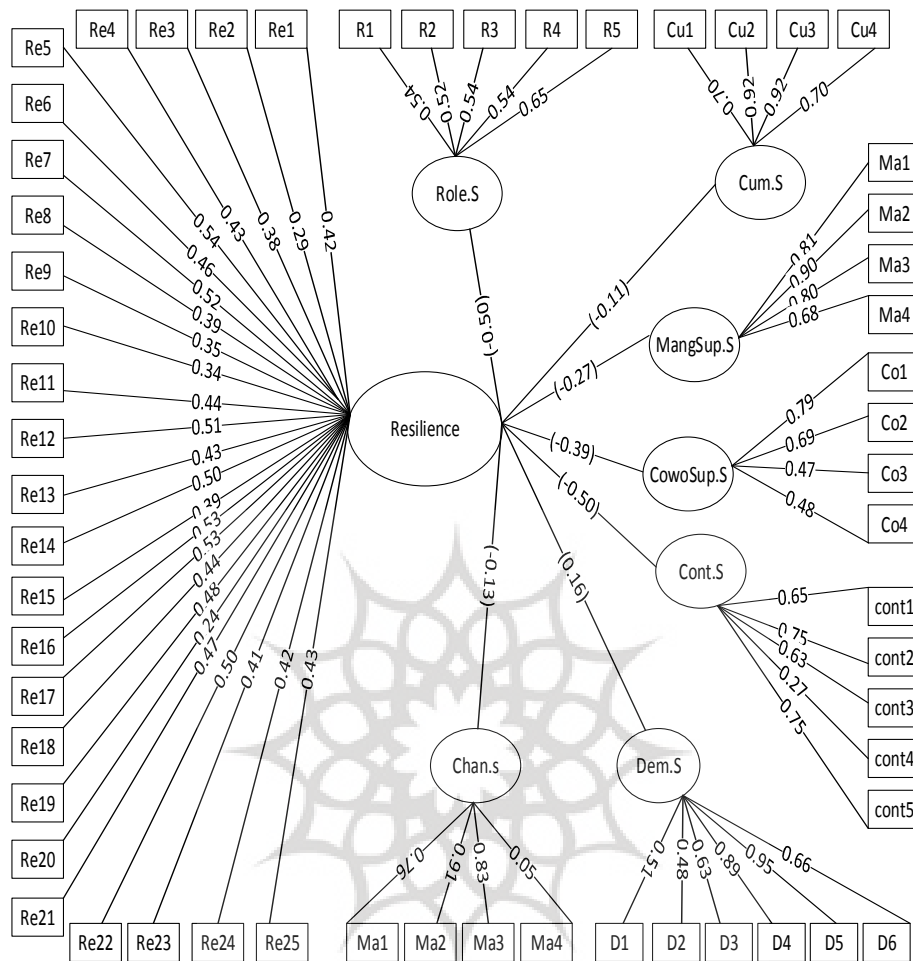 Re5
Re4
Re3
Re2
Re1
R1
R2
R3
R4
R5
Cu1
Cu2
Cu3
Cu4
Re6
Re7
Re8
Re9
Re10
Re11
Re12
Re13
Re14
Re15
Re16
Re17
Re18
Re19
Re20
Re21
Re22
Re23
Re24
Re25
0.54
0.43
0.38
0.29
0.42
0.46
0.52
0.39
0.35
0.34
0.44
0.51
0.43
0.50
0.39
0.53
0.53
0.44
0.48
0.24
0.47
0.50
0.41
0.42
0.43
Resilience
0.54
0.52
0.54
0.54
0.65
Role.S
(-0.50)
0.70
0.92
0.92
0.70
Cum.S
(-0.11)
Ma1
Ma2
Ma3
Ma4
0.81
0.90
0.80
0.68
MangSup.S
(-0.27)
Co1
Co2
Co3
Co4
0.79
0.69
0.47
0.48
CowoSup.S
(-0.39)
Cont.S
(-0.50)
0.65
0.75
0.63
0.27
0.75
cont1
cont2
cont3
cont4
cont5
(0.16)
Dem.S
0.51
0.48
0.63
0.89
0.95
0.66
D1
D2
D3
D4
D5
D6
(-0.13)
Chan.s
0.76
0.91
0.83
0.05
Ma1
Ma2
Ma3
Ma4